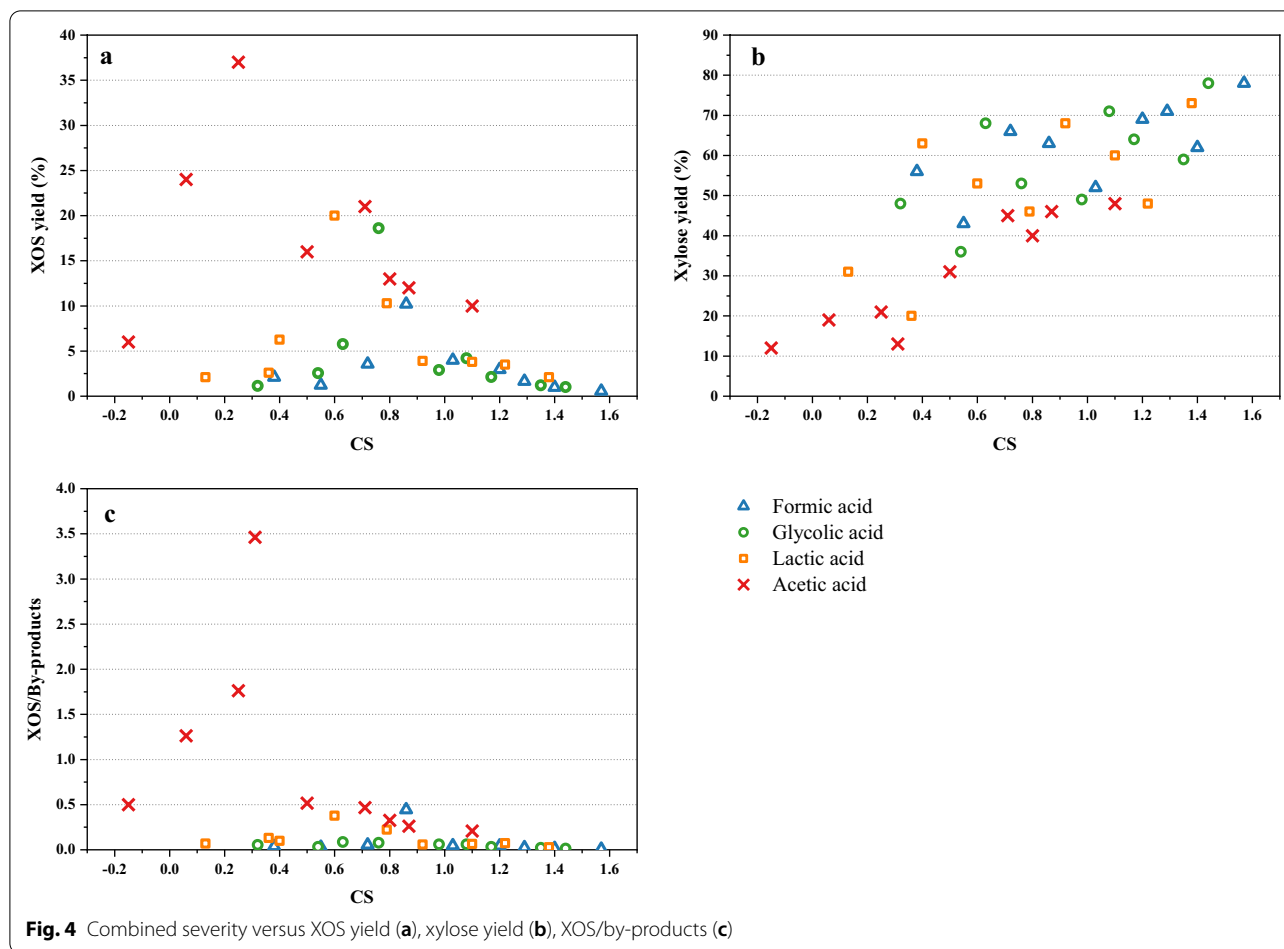 a
40
35
30
25
20
15
10
5
0
XOS yield (%)
-0.2 0.0 0.2 0.4 0.6 0.8 1.0 1.2 1.4 1.6
CS
b
90
80
70
60
50
40
30
20
10
0
Xylose yield (%)
-0.2 0.0 0.2 0.4 0.6 0.8 1.0 1.2 1.4 1.6
CS
c
4.0
3.5
3.0
2.5
2.0
1.5
1.0
0.5
0.0
XOS/By-products
-0.2 0.0 0.2 0.4 0.6 0.8 1.0 1.2 1.4 1.6
CS
Formic acid
Glycolic acid
Lactic acid
Acetic acid
Fig. 4 Combined severity versus XOS yield (a), xylose yield (b), XOS/by-products (c)